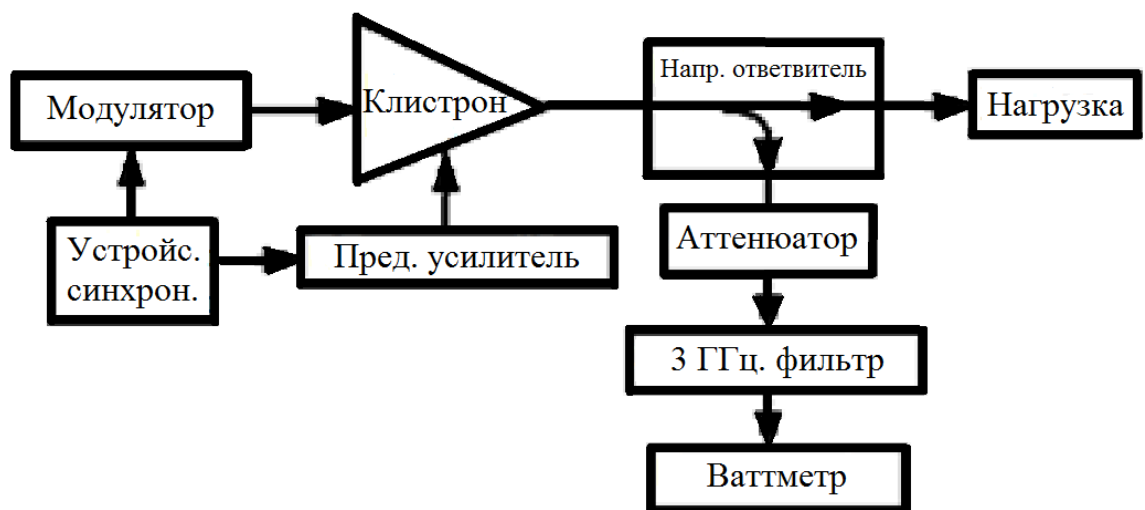 Модулятор
Клистрон
Напр. ответвитель
Нагрузка
Устройс.
синхрон.
Пред. усилитель
Аттенюатор
3 ГГц. фильтр
Ваттметр